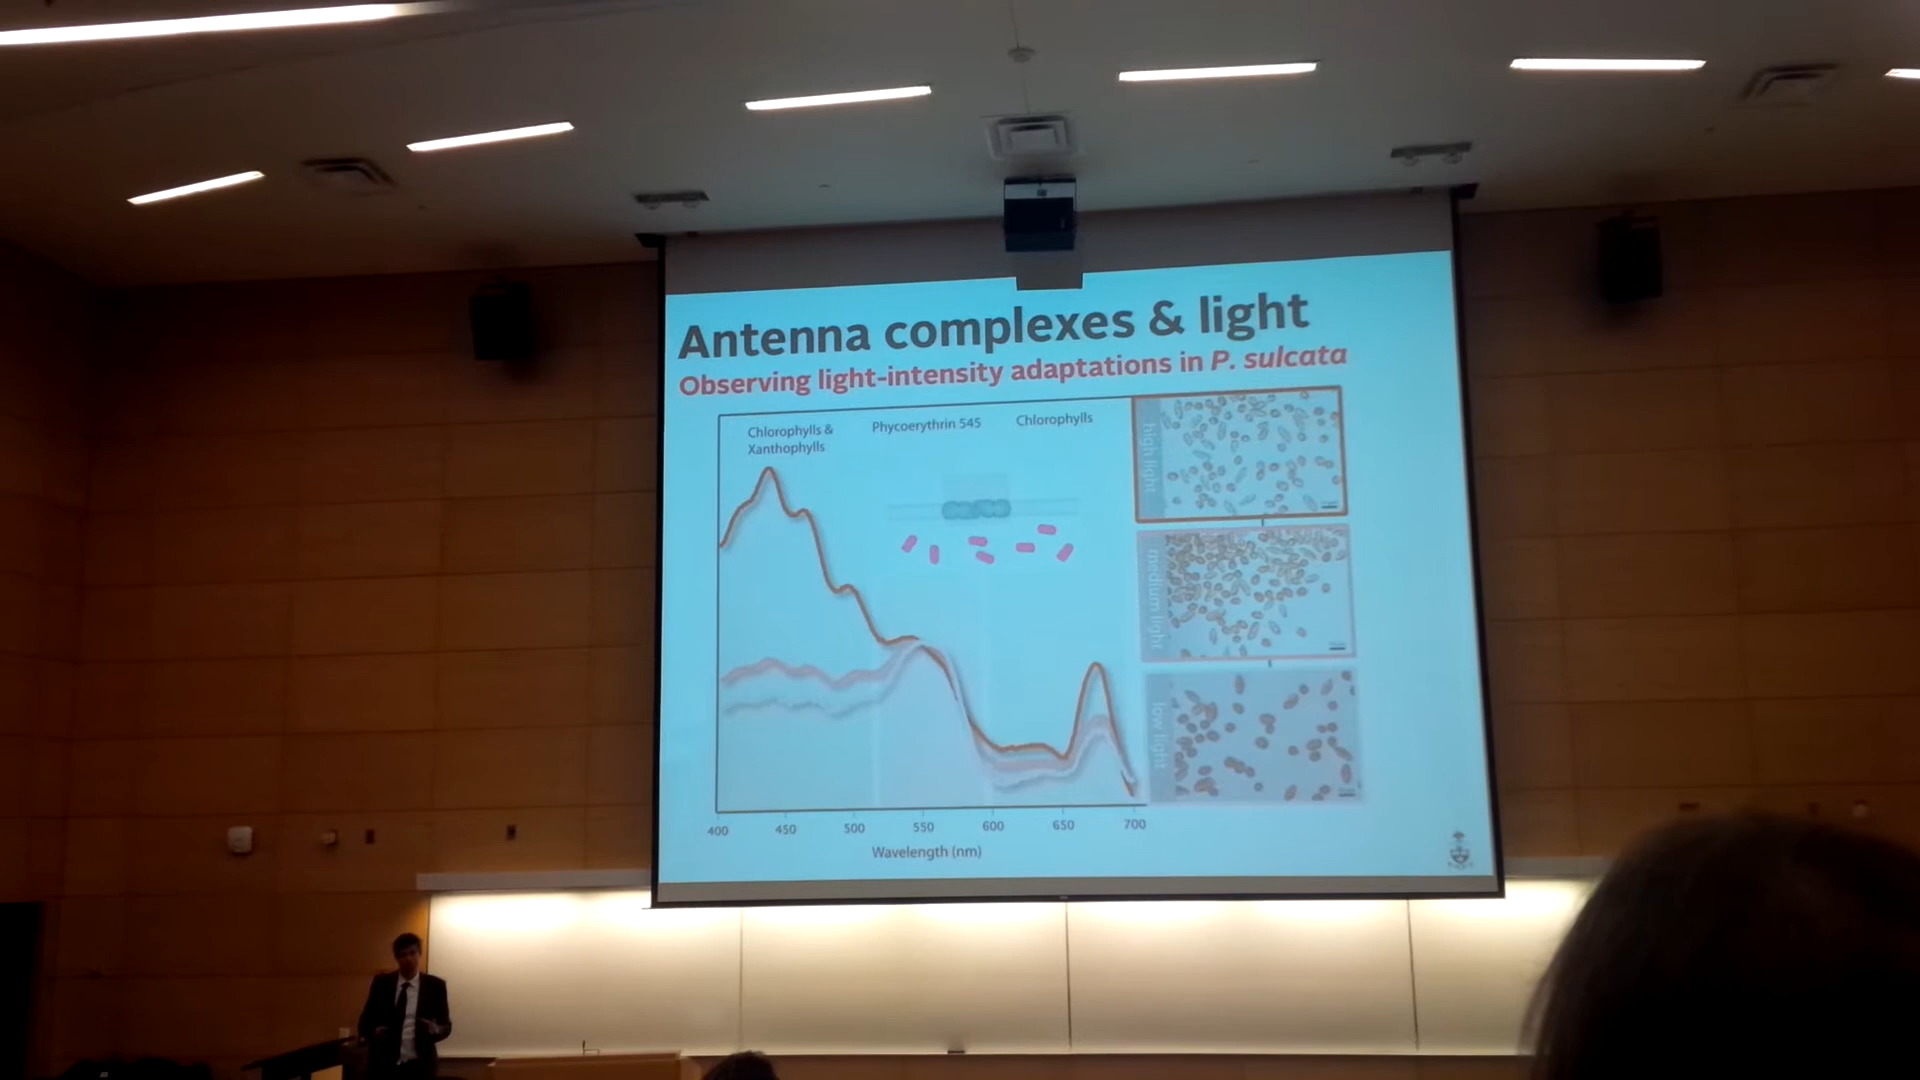 Antenna complexes & light
Observing light-intensity adaptations in P. sulcata
Chlorophylls &
Xanthophylls
Phycoerythrin 545
Chlorophylls
high light
medium light
low light
400 450 500 550 600 650 700
Wavelength (nm)